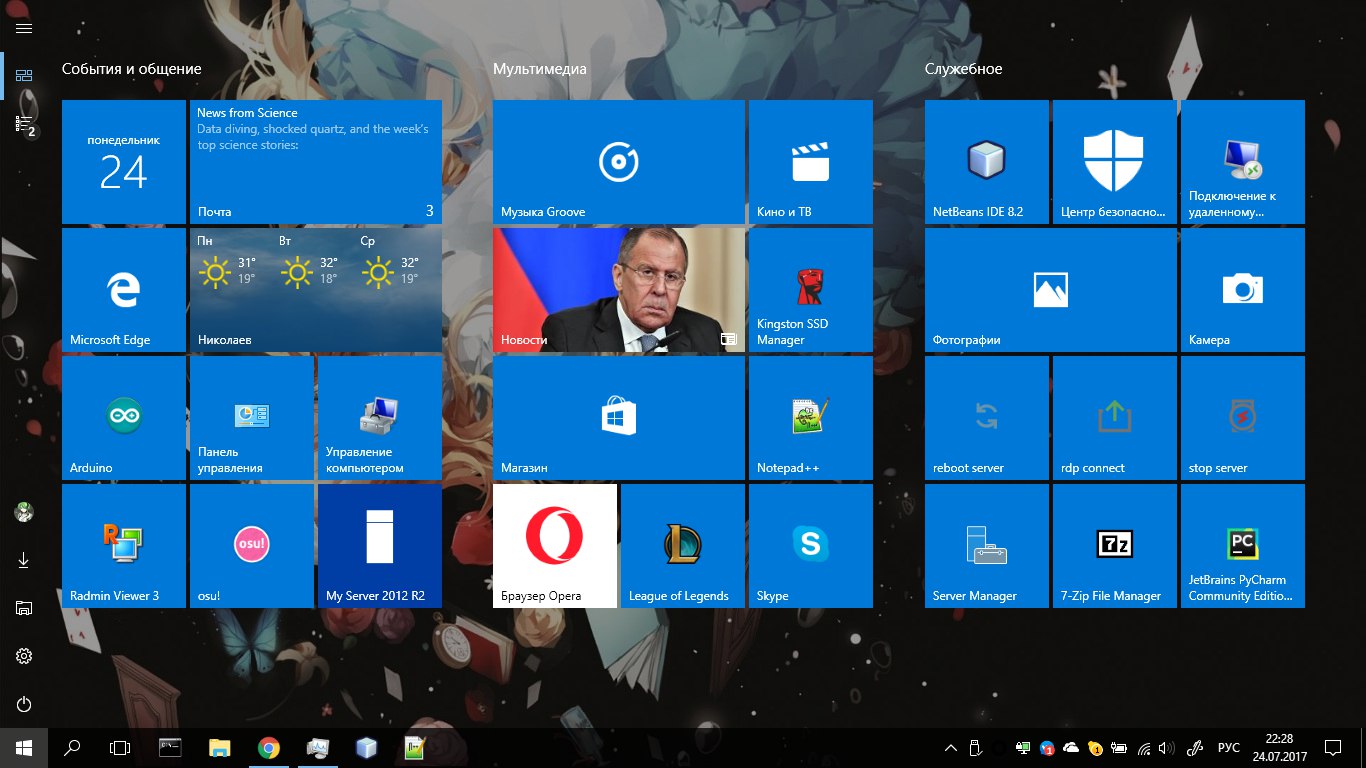 События и общение
Мультимедиа
Служебное
2
понедельник
24
News from Science
Data diving, shocked quartz, and the week's
top science stories:
Почта
3
Музыка Groove
Кино и ТВ
NetBeans IDE 8.2
Центр безопасно...
Подключение к
удаленному...
Microsoft Edge
Пн
31°
19°
Вт
32°
18°
Ср
32°
19°
Николаев
Новости
Kingston SSD
Manager
Фотографии
Камера
Arduino
Панель
управления
Управление
компьютером
Магазин
Notepad++
reboot server
rdp connect
stop server
R
Radmin Viewer 3
osu!
osu!
My Server 2012 R2
Браузер Opera
L
League of Legends
S
Skype
Server Manager
7z
7-Zip File Manager
PC
JetBrains PyCharm
Community Editio...
РУС
22:28
24.07.2017